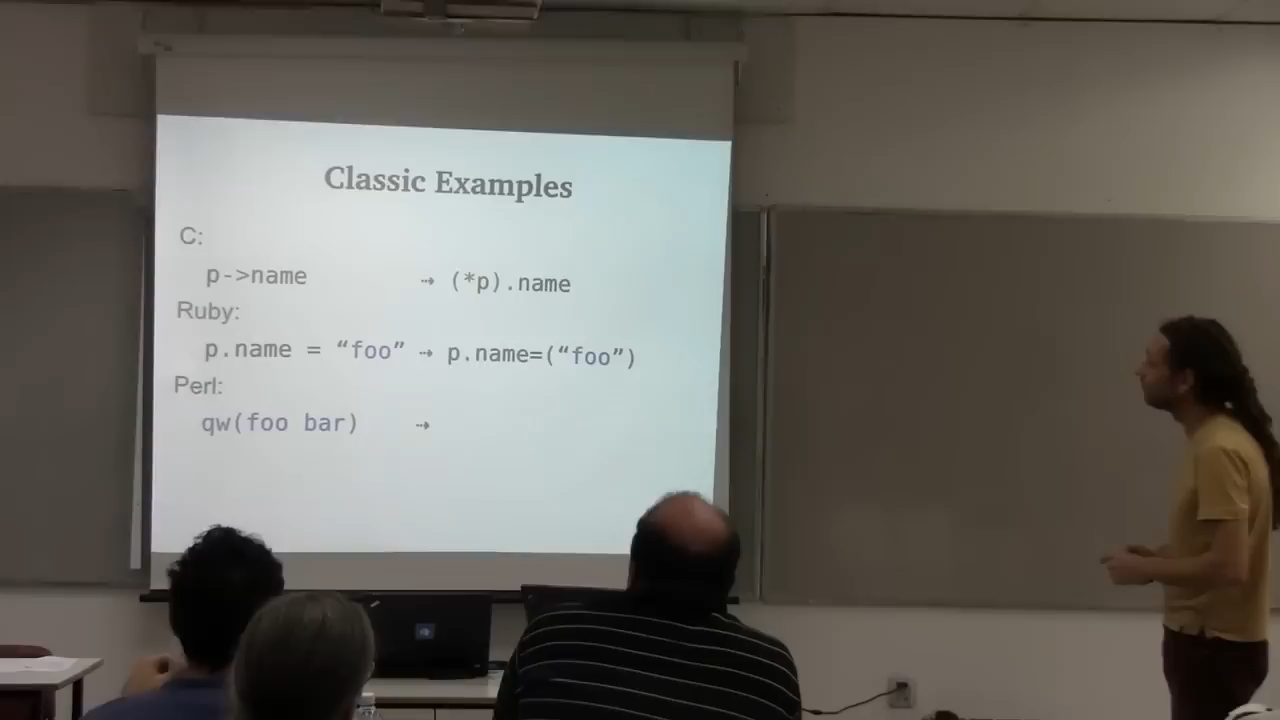 Classic Examples
C:
p->name ⇢ (*p).name
Ruby:
p.name = “foo” ⇢ p.name=(“foo”)
Perl:
qw(foo bar) ⇢